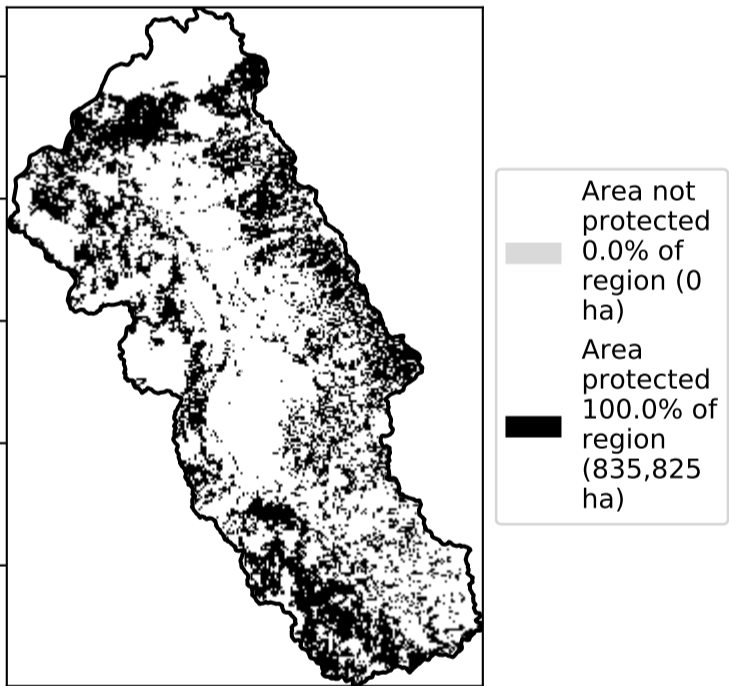 Area not
protected
0.0% of
region (0
ha)
Area
protected
100.0% of
region
(835,825
ha)